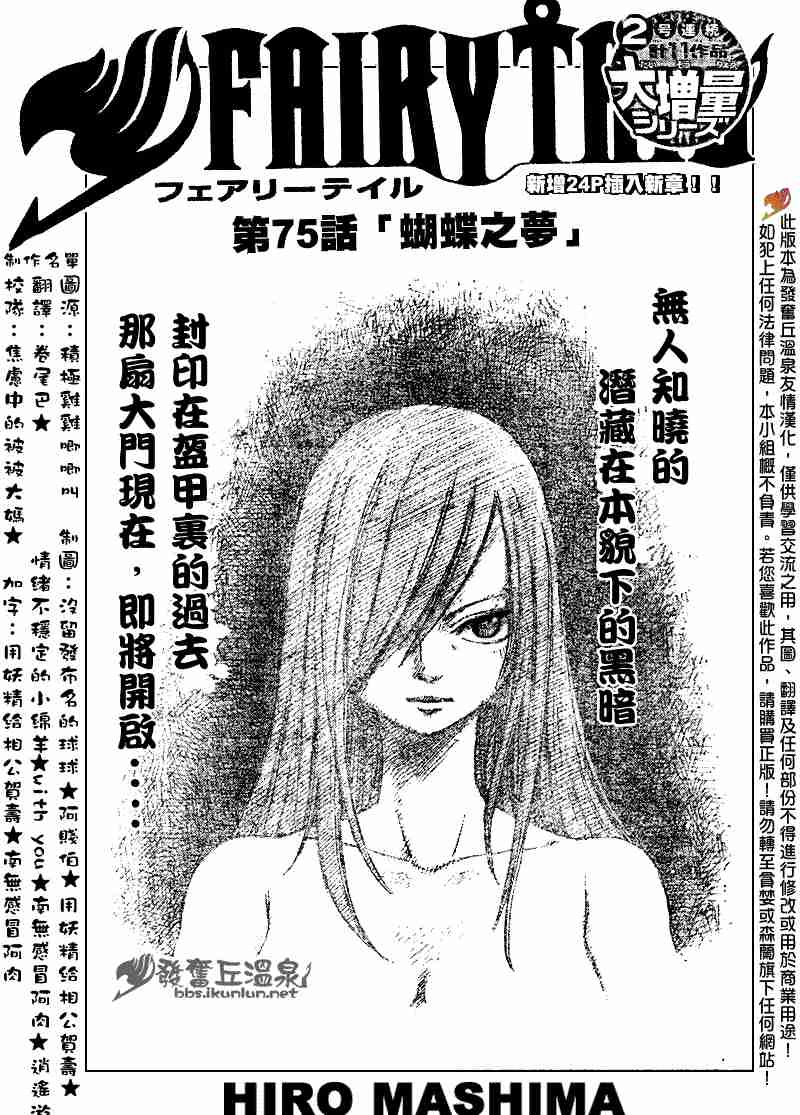 FAIRY TAIL
2号連続
計11作品
大増量
シリーズ
フェアリーテイル
新增24P插入新章！！
第75話「蝴蝶之夢」
無人知曉的
潛藏在本貌下的黑暗
封印在盔甲裏的過去
那扇大門現在，即將開啟‥‥
此版本為發奮丘溫泉友情漢化，僅供學習交流之用，其圖、翻譯及任何部份不得進行修改或用於商業用途！
如犯上任何法律問題，本小組概不負責。若您喜歡此作品，請購買正版！請勿轉至貪婪或森蘭旗下任何網站！
制作名單
圖源：積極雞雞唧唧叫 制圖：沒留發布名的球球★阿賤伯★用妖精給相公賀壽★
翻譯：卷尾巴★ 情緒不穩定的小綿羊★with you★南無感冒阿肉★逍遙游
校隊：焦慮中的被被大媽★ 加字：用妖精給相公賀壽★南無感冒阿肉
發奮丘溫泉
bbs.ikunlun.net
HIRO MASHIMA